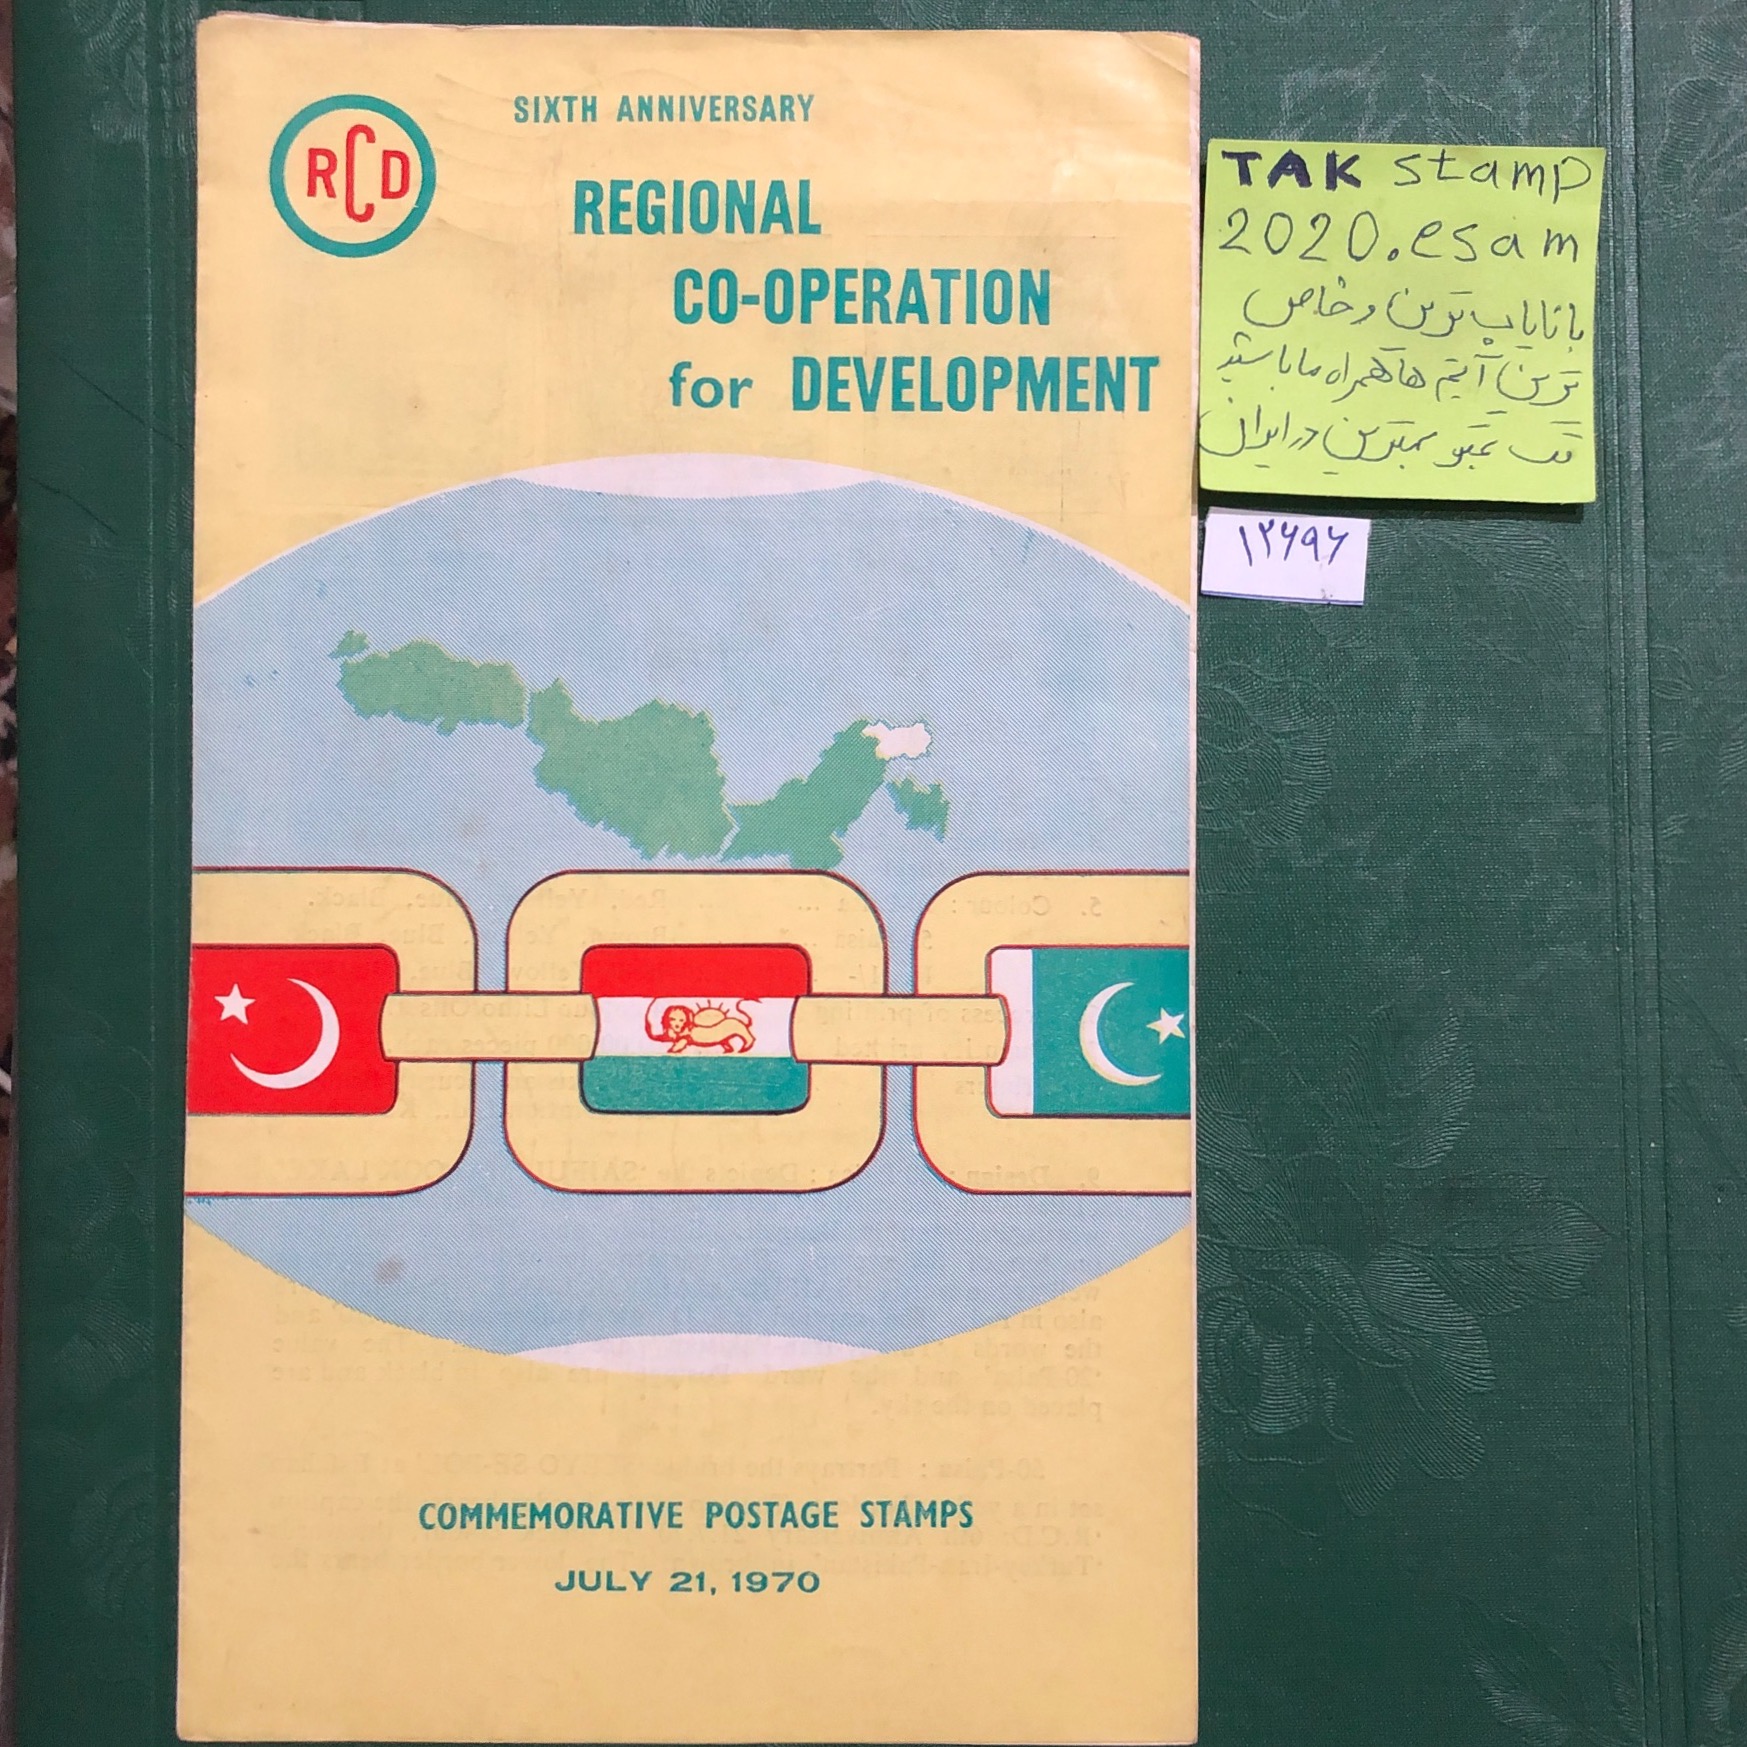 RCD
SIXTH ANNIVERSARY
REGIONAL
CO-OPERATION
for DEVELOPMENT
COMMEMORATIVE POSTAGE STAMPS
JULY 21, 1970
TAK stamp
2020.esam
با نایاب ترین و خاص
ترین آیتم ها همراه ما باشید
تک تمبر بهترین در ایران
۱۲۶۹۶